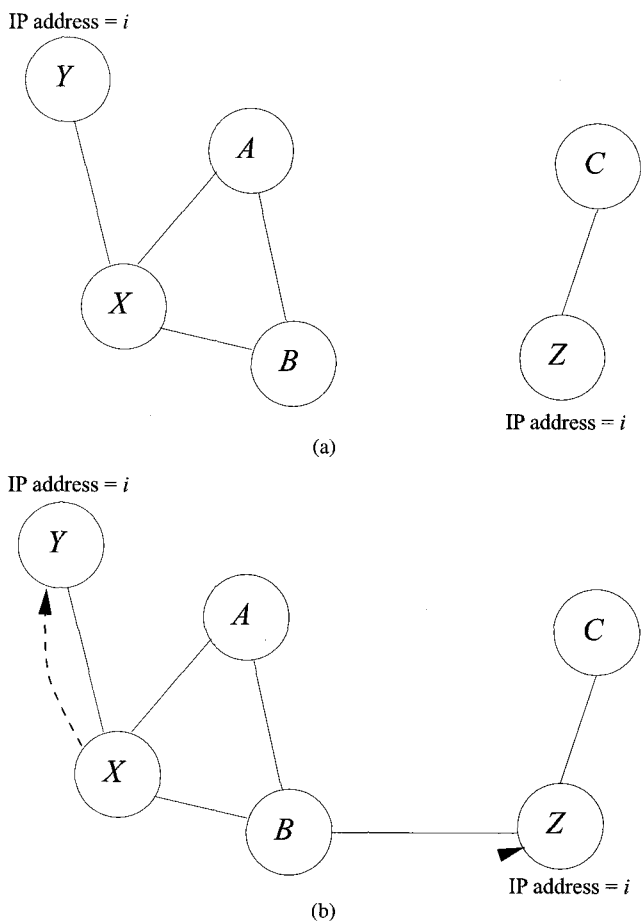 IP address = i
Y
A
C
X
B
Z
IP address = i
(a)
IP address = i
Y
A
C
X
B
Z
IP address = i
(b)